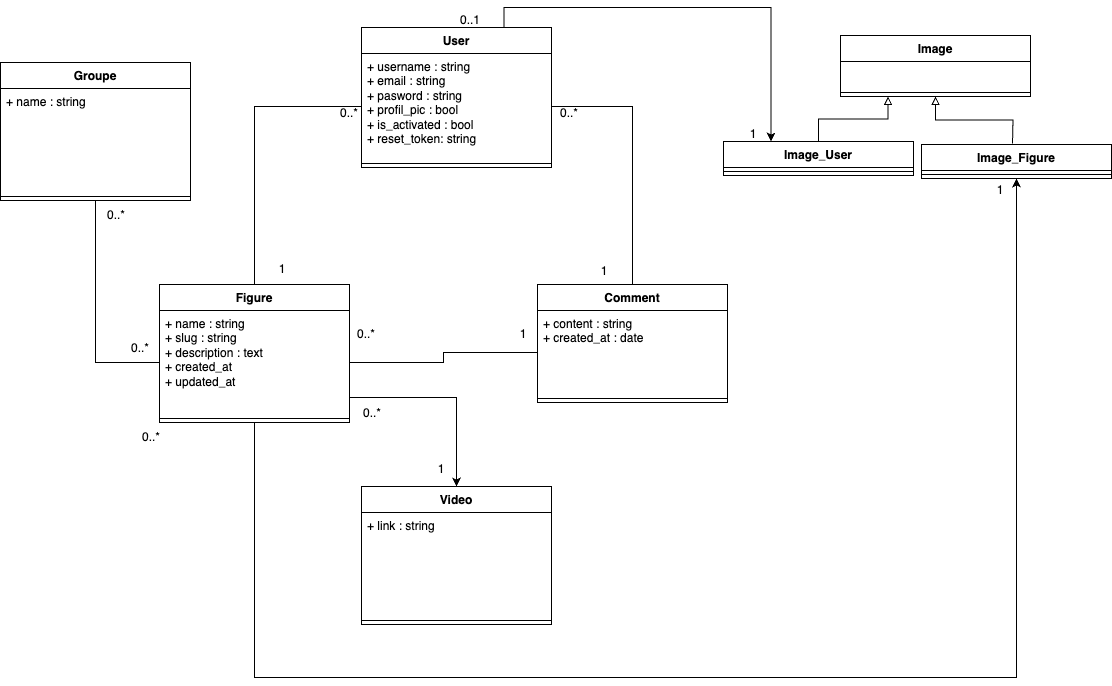 0..1
User
+ username : string
+ email : string
+ pasword : string
+ profil_pic : bool
+ is_activated : bool
+ reset_token: string
0..*
0..*
Groupe
+ name : string
0..*
Image
1
Image_User
Image_Figure
1
1
Figure
+ name : string
+ slug : string
+ description : text
+ created_at
+ updated_at
0..*
0..*
0..*
0..*
1
Comment
+ content : string
+ created_at : date
1
1
Video
+ link : string